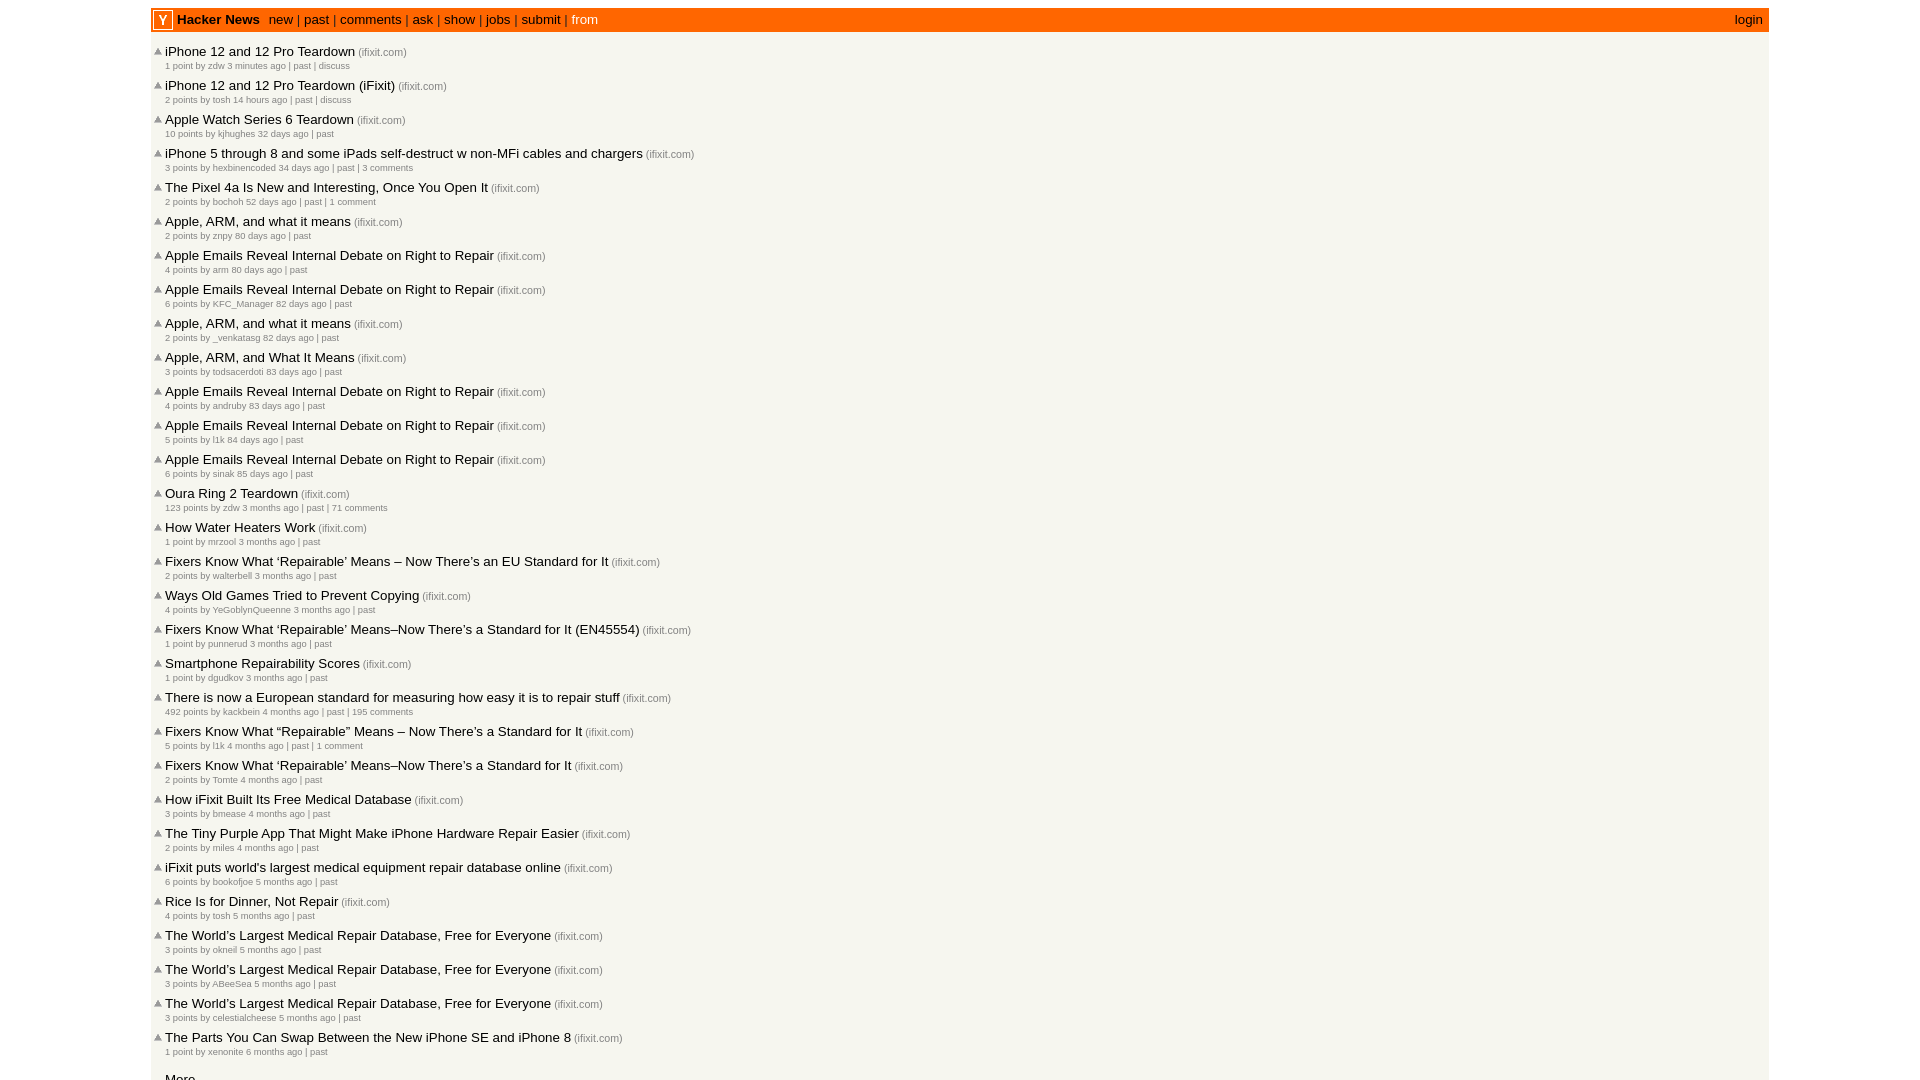 Y Hacker News new | past | comments | ask | show | jobs | submit | from login
iPhone 12 and 12 Pro Teardown (ifixit.com)
1 point by zdw 3 minutes ago | past | discuss
iPhone 12 and 12 Pro Teardown (iFixit) (ifixit.com)
2 points by tosh 14 hours ago | past | discuss
Apple Watch Series 6 Teardown (ifixit.com)
10 points by kjhughes 32 days ago | past
iPhone 5 through 8 and some iPads self-destruct w non-MFi cables and chargers (ifixit.com)
3 points by hexbinencoded 34 days ago | past | 3 comments
The Pixel 4a Is New and Interesting, Once You Open It (ifixit.com)
2 points by bochoh 52 days ago | past | 1 comment
Apple, ARM, and what it means (ifixit.com)
2 points by znpy 80 days ago | past
Apple Emails Reveal Internal Debate on Right to Repair (ifixit.com)
4 points by arm 80 days ago | past
Apple Emails Reveal Internal Debate on Right to Repair (ifixit.com)
6 points by KFC_Manager 82 days ago | past
Apple, ARM, and what it means (ifixit.com)
2 points by _venkatasg 82 days ago | past
Apple, ARM, and What It Means (ifixit.com)
3 points by todsacerdoti 83 days ago | past
Apple Emails Reveal Internal Debate on Right to Repair (ifixit.com)
4 points by andruby 83 days ago | past
Apple Emails Reveal Internal Debate on Right to Repair (ifixit.com)
5 points by l1k 84 days ago | past
Apple Emails Reveal Internal Debate on Right to Repair (ifixit.com)
6 points by sinak 85 days ago | past
Oura Ring 2 Teardown (ifixit.com)
123 points by zdw 3 months ago | past | 71 comments
How Water Heaters Work (ifixit.com)
1 point by mrzool 3 months ago | past
Fixers Know What ‘Repairable’ Means – Now There’s an EU Standard for It (ifixit.com)
2 points by walterbell 3 months ago | past
Ways Old Games Tried to Prevent Copying (ifixit.com)
4 points by YeGoblynQueenne 3 months ago | past
Fixers Know What ‘Repairable’ Means–Now There’s a Standard for It (EN45554) (ifixit.com)
1 point by punnerud 3 months ago | past
Smartphone Repairability Scores (ifixit.com)
1 point by dgudkov 3 months ago | past
There is now a European standard for measuring how easy it is to repair stuff (ifixit.com)
492 points by kackbein 4 months ago | past | 195 comments
Fixers Know What “Repairable” Means – Now There’s a Standard for It (ifixit.com)
5 points by l1k 4 months ago | past | 1 comment
Fixers Know What ‘Repairable’ Means–Now There’s a Standard for It (ifixit.com)
2 points by Tomte 4 months ago | past
How iFixit Built Its Free Medical Database (ifixit.com)
3 points by bmease 4 months ago | past
The Tiny Purple App That Might Make iPhone Hardware Repair Easier (ifixit.com)
2 points by miles 4 months ago | past
iFixit puts world's largest medical equipment repair database online (ifixit.com)
6 points by bookofjoe 5 months ago | past
Rice Is for Dinner, Not Repair (ifixit.com)
4 points by tosh 5 months ago | past
The World’s Largest Medical Repair Database, Free for Everyone (ifixit.com)
3 points by okneil 5 months ago | past
The World’s Largest Medical Repair Database, Free for Everyone (ifixit.com)
3 points by ABeeSea 5 months ago | past
The World’s Largest Medical Repair Database, Free for Everyone (ifixit.com)
3 points by celestialcheese 5 months ago | past
The Parts You Can Swap Between the New iPhone SE and iPhone 8 (ifixit.com)
1 point by xenonite 6 months ago | past
More